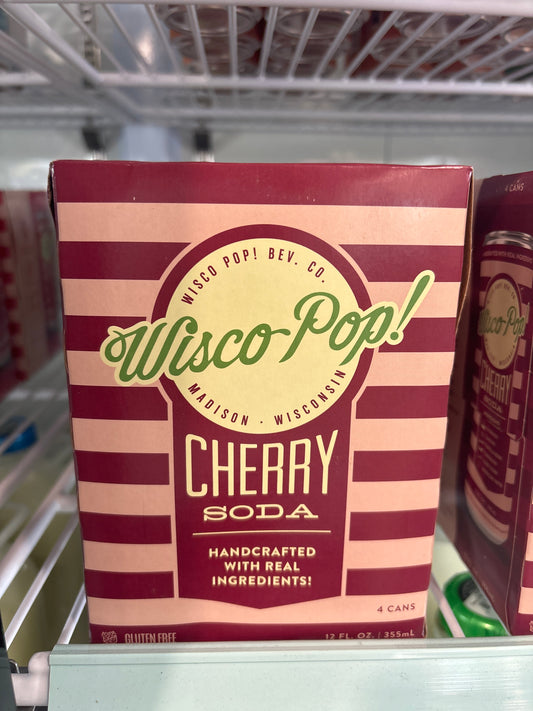 WISCO POP! BEV. CO.
Wisco Pop!
MADISON · WISCONSIN
CHERRY
SODA
HANDCRAFTED
WITH REAL
INGREDIENTS!
4 CANS
GLUTEN FREE
12 FL. OZ. | 355mL
4 CANS
Wisco Pop!
CHERRY
SODA